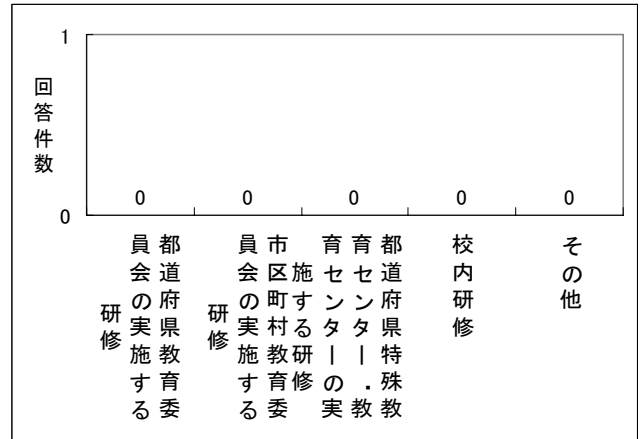 1
回答件数
0
0
0
0
0
0
都道府県教育委
員会の実施する
研修
市区町村教育委
員会の実施する
研修
都道府県特殊教
育センター・教
育センターの実
施する研修
校内研修
その他